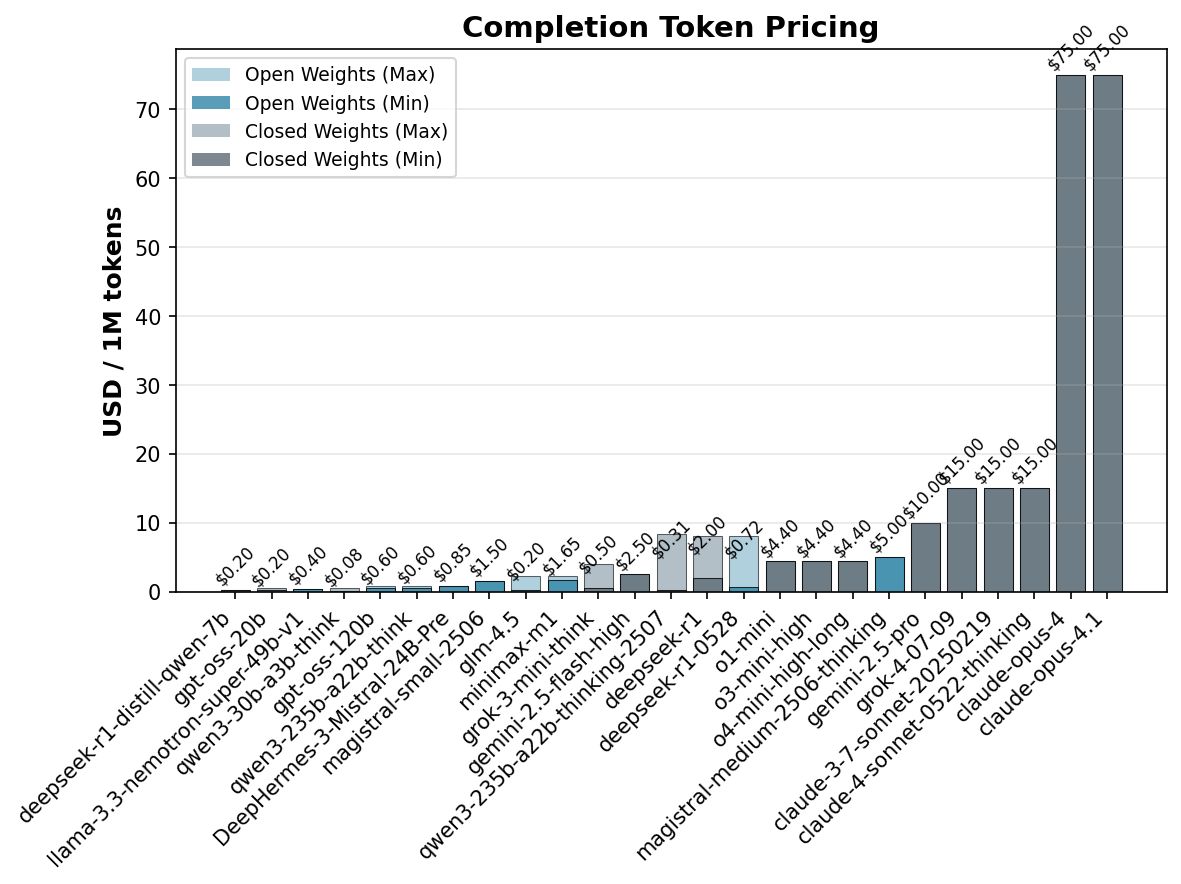 Completion Token Pricing
Open Weights (Max)
Open Weights (Min)
Closed Weights (Max)
Closed Weights (Min)
USD / 1M tokens
70
60
50
40
30
20
10
0
$0.20
$0.20
$0.40
$0.08
$0.60
$0.60
$0.85
$1.50
$0.20
$1.65
$0.50
$2.50
$0.31
$2.00
$0.72
$4.40
$4.40
$4.40
$5.00
$10.00
$15.00
$15.00
$15.00
$75.00
$75.00
deepseek-r1-distill-qwen-7b
gpt-oss-20b
llama-3.3-nemotron-super-49b-v1
qwen3-30b-a3b-think
gpt-oss-120b
qwen3-235b-a22b-think
DeepHermes-3-Mistral-24B-Pre
magistral-small-2506
glm-4.5
minimax-m1
grok-3-mini-think
gemini-2.5-flash-high
qwen3-235b-a22b-thinking-2507
deepseek-r1
deepseek-r1-0528
o1-mini
o3-mini-high
o4-mini-high-long
magistral-medium-2506-thinking
gemini-2.5-pro
grok-4-07-09
claude-3-7-sonnet-20250219
claude-4-sonnet-0522-thinking
claude-opus-4
claude-opus-4.1